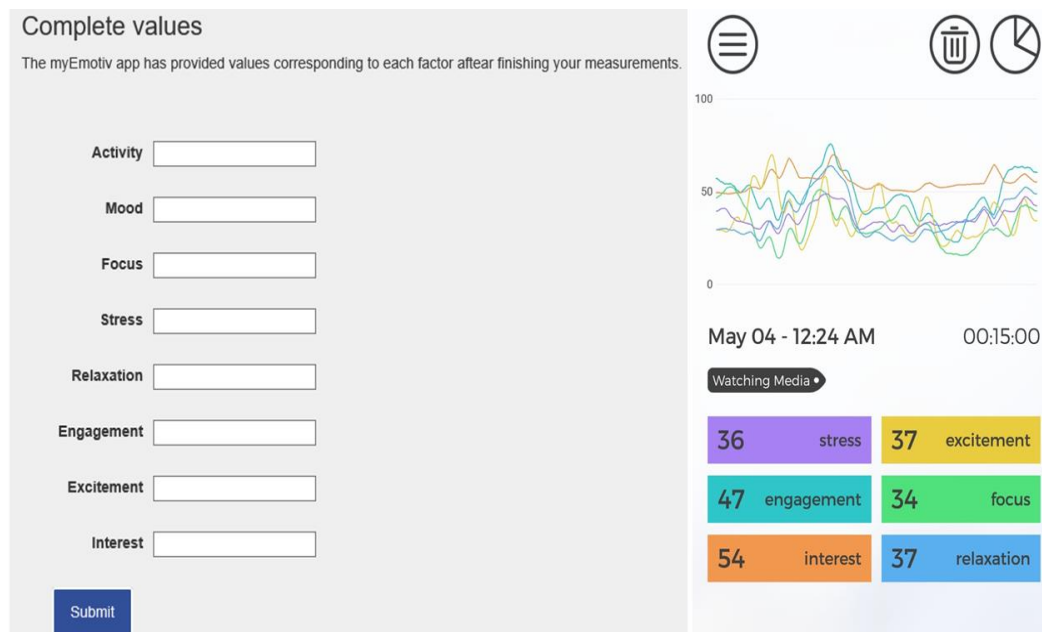 Complete values
The myEmotiv app has provided values corresponding to each factor aftear finishing your measurements.
Activity
Mood
Focus
Stress
Relaxation
Engagement
Excitement
Interest
Submit
100
50
0
May 04 - 12:24 AM 00:15:00
Watching Media
36 stress 37 excitement
47 engagement 34 focus
54 interest 37 relaxation